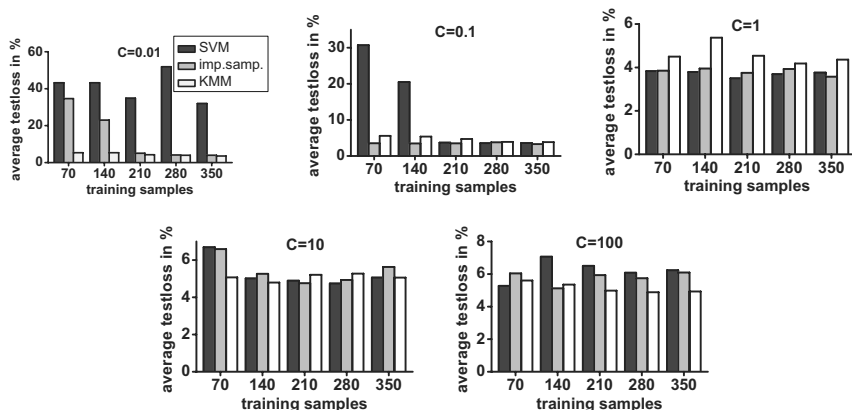 C=0.01
SVM
imp.samp.
KMM
average testloss in %
60
40
20
0
70 140 210 280 350
training samples
C=0.1
average testloss in %
30
20
10
0
70 140 210 280 350
training samples
C=1
average testloss in %
6
4
2
0
70 140 210 280 350
training samples
C=10
average testloss in %
6
4
2
0
70 140 210 280 350
training samples
C=100
average testloss in %
8
6
4
2
0
70 140 210 280 350
training samples